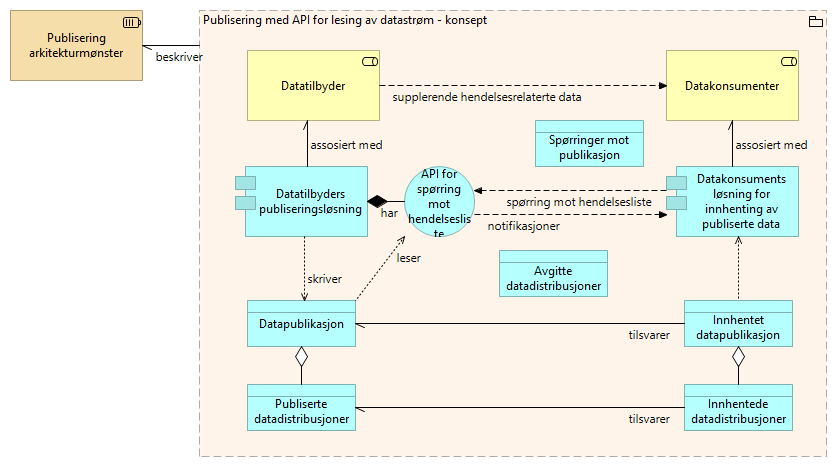 Publisering med API for lesing av datastrøm - konsept
Publisering
arkitekturmønster
beskriver
Datatilbyder
Datakonsumenter
supplerende hendelsesrelaterte data
assosiert med
Spørringer mot
publikasjon
assosiert med
Datatilbyders
publiseringsløsning
har
API for
spørring
mot
hendelseslis
te
spørring mot hendelsesliste
notifikasjoner
Datakonsuments
løsning for
innhenting av
publiserte data
skriver
leser
Avgitte
datadistribusjoner
Datapublikasjon
tilsvarer
Innhentet
datapublikasjon
Publiserte
datadistribusjoner
tilsvarer
Innhentede
datadistribusjoner